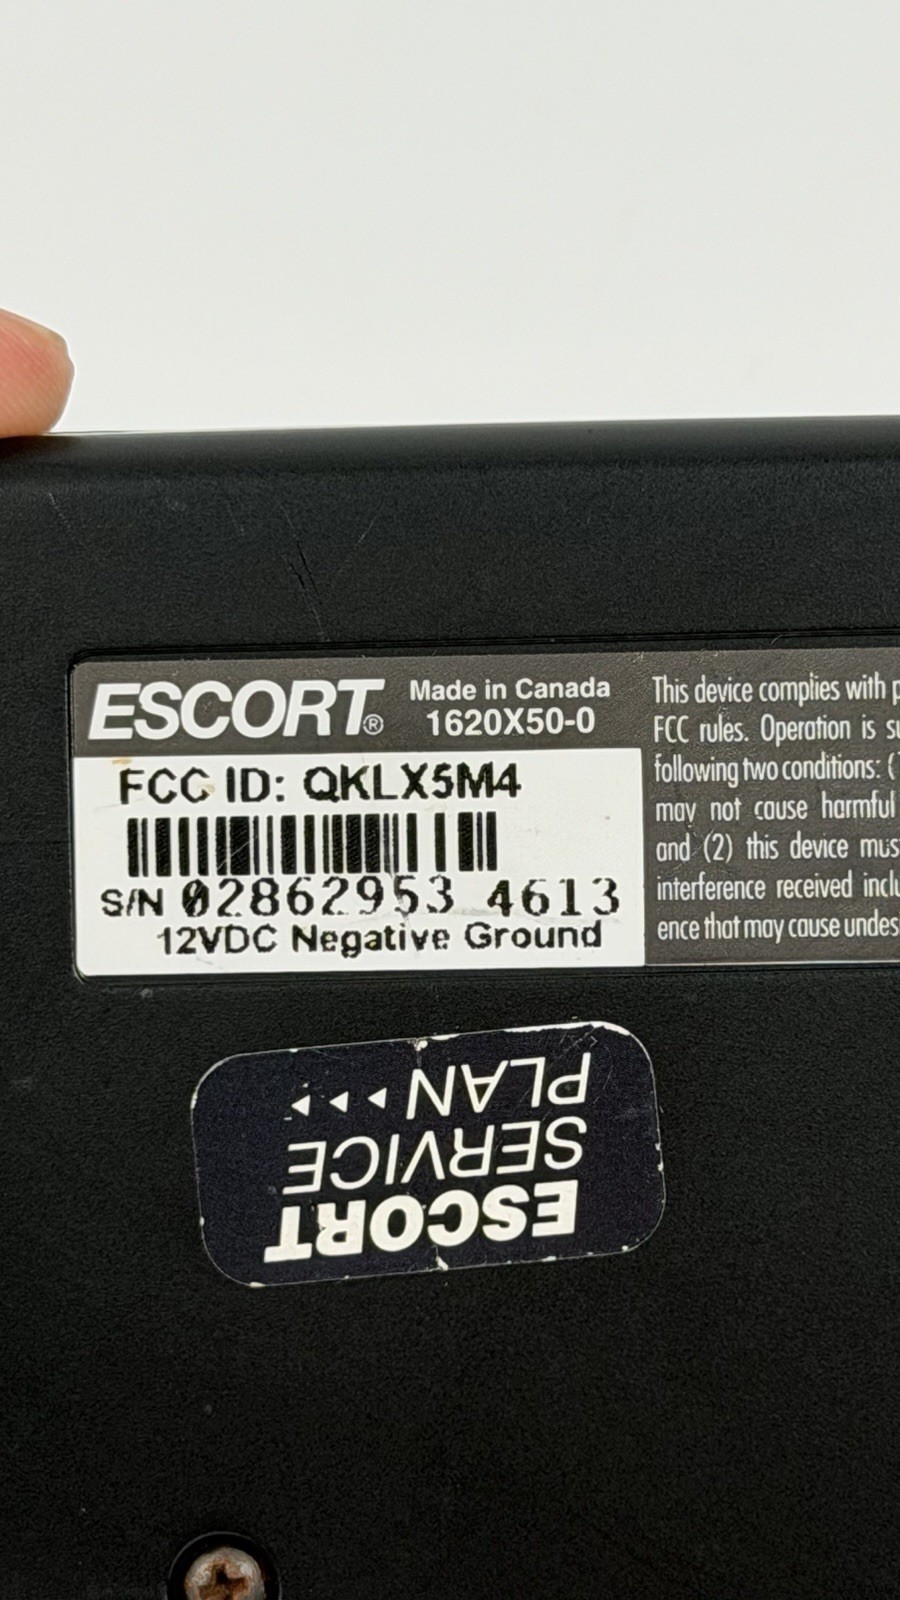 ESCORT®
Made in Canada
1620X50-0
FCC ID: QKLX5M4
S/N 02862953 4613
12VDC Negative Ground
This device complies with
FCC rules. Operation is
following two conditions: (
may not cause harmful
and (2) this device
interference received
ence that may cause
ESCORT
SERVICE
PLAN